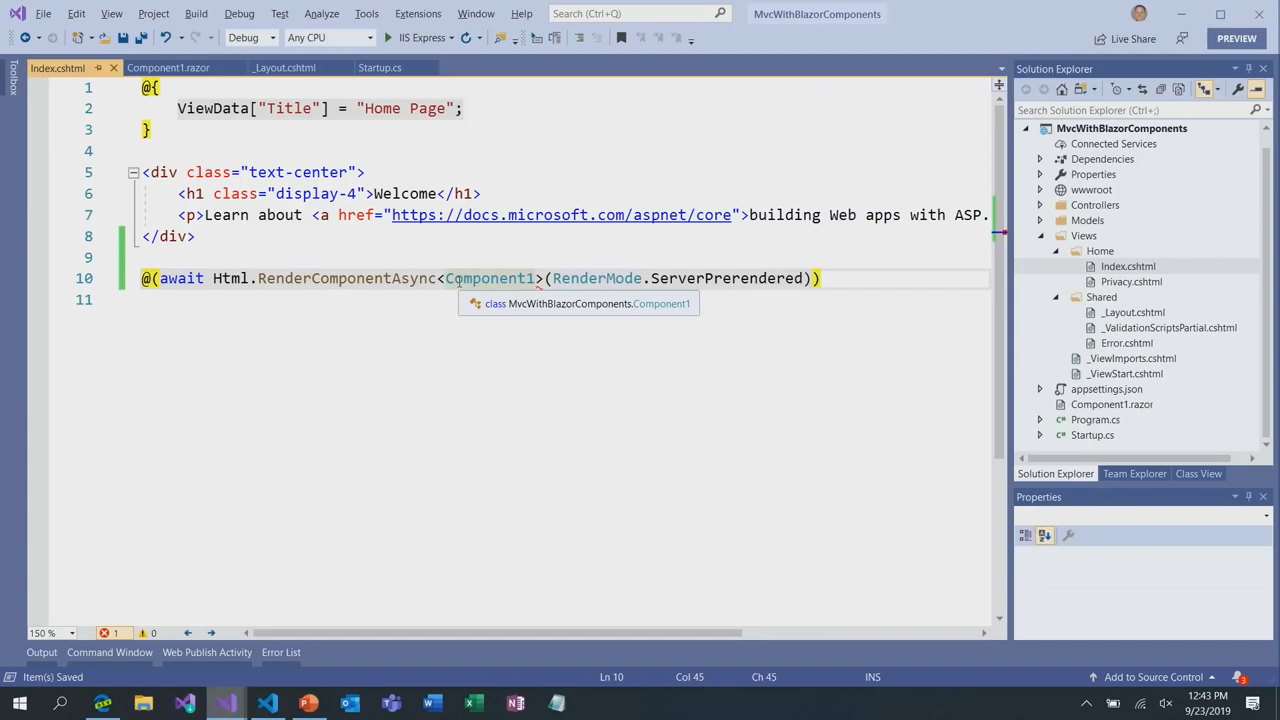 File Edit View Project Build Debug Test Analyze Tools Extensions Window Help Search (Ctrl+Q) MvcWithBlazorComponents
Debug Any CPU IIS Express Live Share PREVIEW
Toolbox
Index.cshtml Component1.razor _Layout.cshtml Startup.cs
1 @{
2 ViewData["Title"] = "Home Page";
3 }
4
5 <div class="text-center">
6 <h1 class="display-4">Welcome</h1>
7 <p>Learn about <a href="https://docs.microsoft.com/aspnet/core">building Web apps with ASP.
8 </div>
9
10 @(await Html.RenderComponentAsync<Component1>(RenderMode.ServerPrerendered))
class MvcWithBlazorComponents.Component1
11
150 % 1 0
Output Command Window Web Publish Activity Error List
Solution Explorer
Search Solution Explorer (Ctrl+;)
MvcWithBlazorComponents
Connected Services
Dependencies
Properties
wwwroot
Controllers
Models
Views
Home
Index.cshtml
Privacy.cshtml
Shared
_Layout.cshtml
_ValidationScriptsPartial.cshtml
Error.cshtml
_ViewImports.cshtml
_ViewStart.cshtml
appsettings.json
Component1.razor
Program.cs
Startup.cs
Solution Explorer Team Explorer Class View
Properties
Item(s) Saved Ln 10 Col 45 Ch 45 INS Add to Source Control 3
12:43 PM
9/23/2019